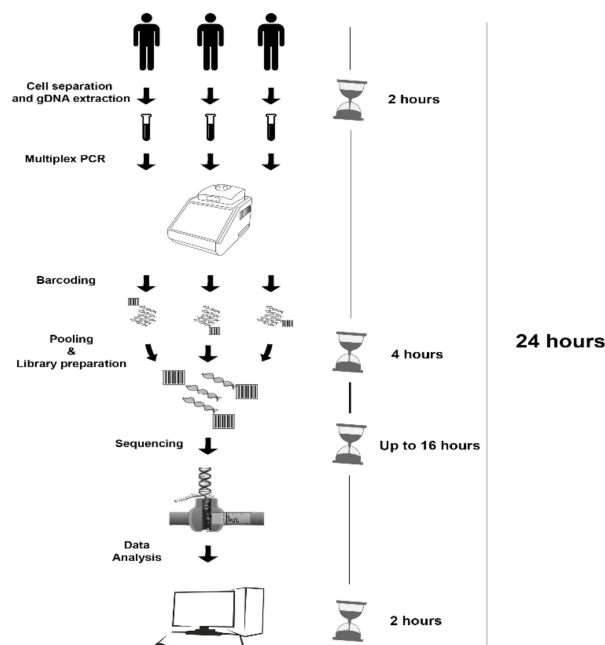 Cell separation
and gDNA extraction
2 hours
Multiplex PCR
Barcoding
Pooling
&
Library preparation
4 hours
24 hours
Sequencing
Up to 16 hours
Data
Analysis
2 hours